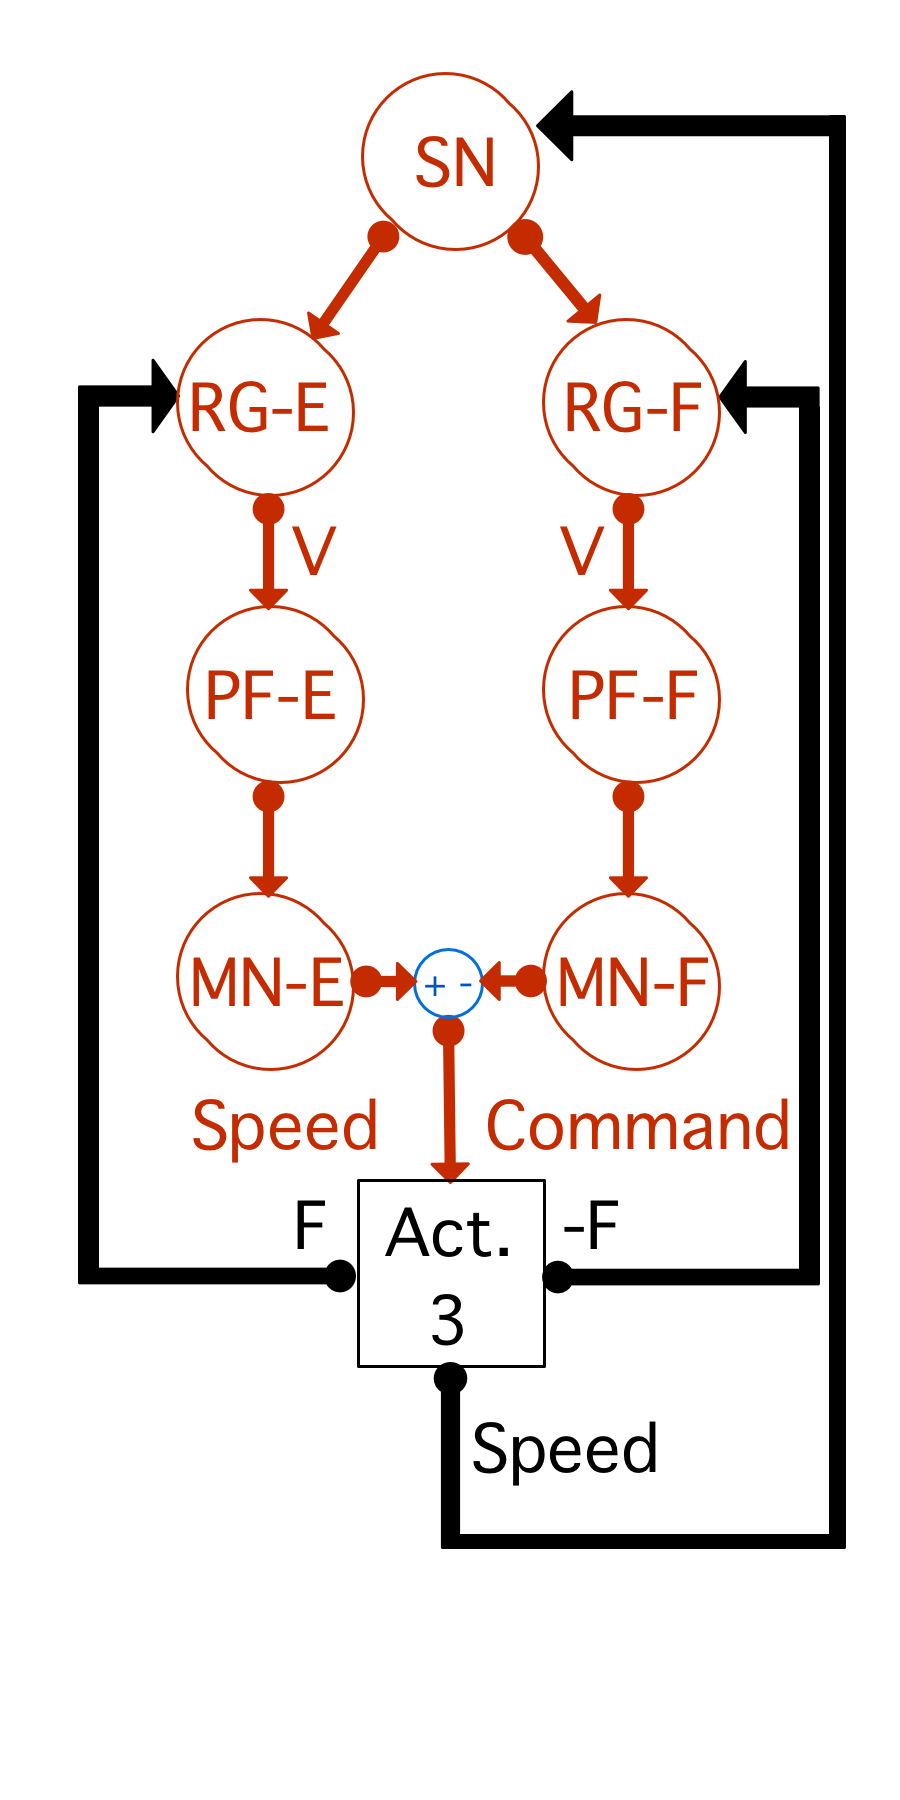 SN
RG-E RG-F
V V
PF-E PF-F
MN-E + - MN-F
Speed Command
F Act. -F
3
Speed